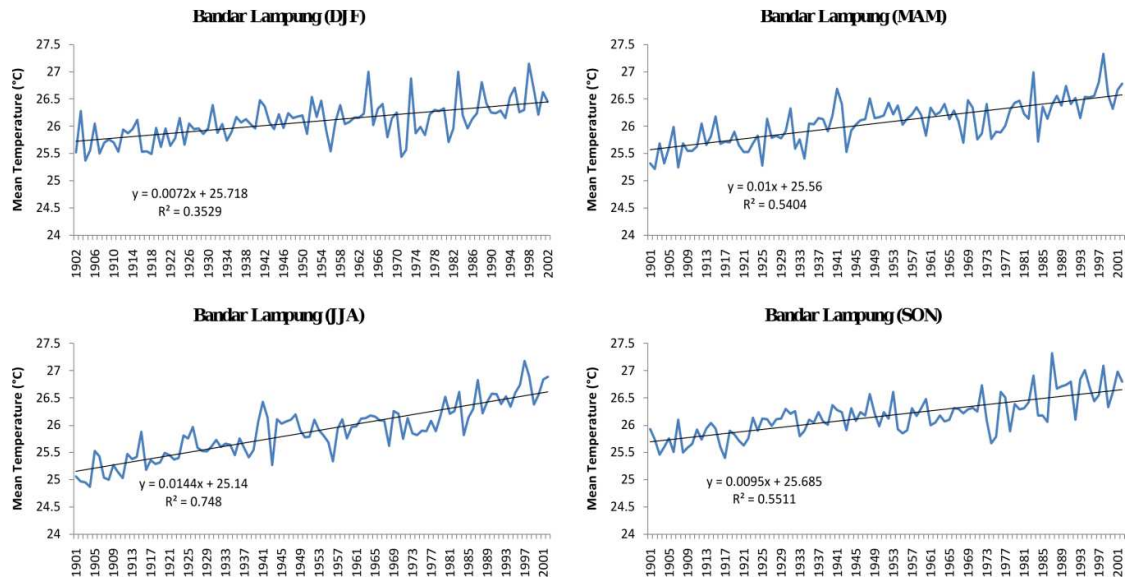 Bandar Lampung (DJF)
Mean Temperature (°C)
27.5
27
26.5
26
25.5
25
24.5
24
y = 0.0072x + 25.718
R² = 0.3529
1902 1906 1910 1914 1918 1922 1926 1930 1934 1938 1942 1946 1950 1954 1958 1962 1966 1970 1974 1978 1982 1986 1990 1994 1998 2002
Bandar Lampung (MAM)
Mean Temperature (°C)
27.5
27
26.5
26
25.5
25
24.5
24
y = 0.01x + 25.56
R² = 0.5404
1901 1905 1909 1913 1917 1921 1925 1929 1933 1937 1941 1945 1949 1953 1957 1961 1965 1969 1973 1977 1981 1985 1989 1993 1997 2001
Bandar Lampung (JJA)
Mean Temperature (°C)
27.5
27
26.5
26
25.5
25
24.5
24
y = 0.0144x + 25.14
R² = 0.748
1901 1905 1909 1913 1917 1921 1925 1929 1933 1937 1941 1945 1949 1953 1957 1961 1965 1969 1973 1977 1981 1985 1989 1993 1997 2001
Bandar Lampung (SON)
Mean Temperature (°C)
27.5
27
26.5
26
25.5
25
24.5
24
y = 0.0095x + 25.685
R² = 0.5511
1901 1905 1909 1913 1917 1921 1925 1929 1933 1937 1941 1945 1949 1953 1957 1961 1965 1969 1973 1977 1981 1985 1989 1993 1997 2001